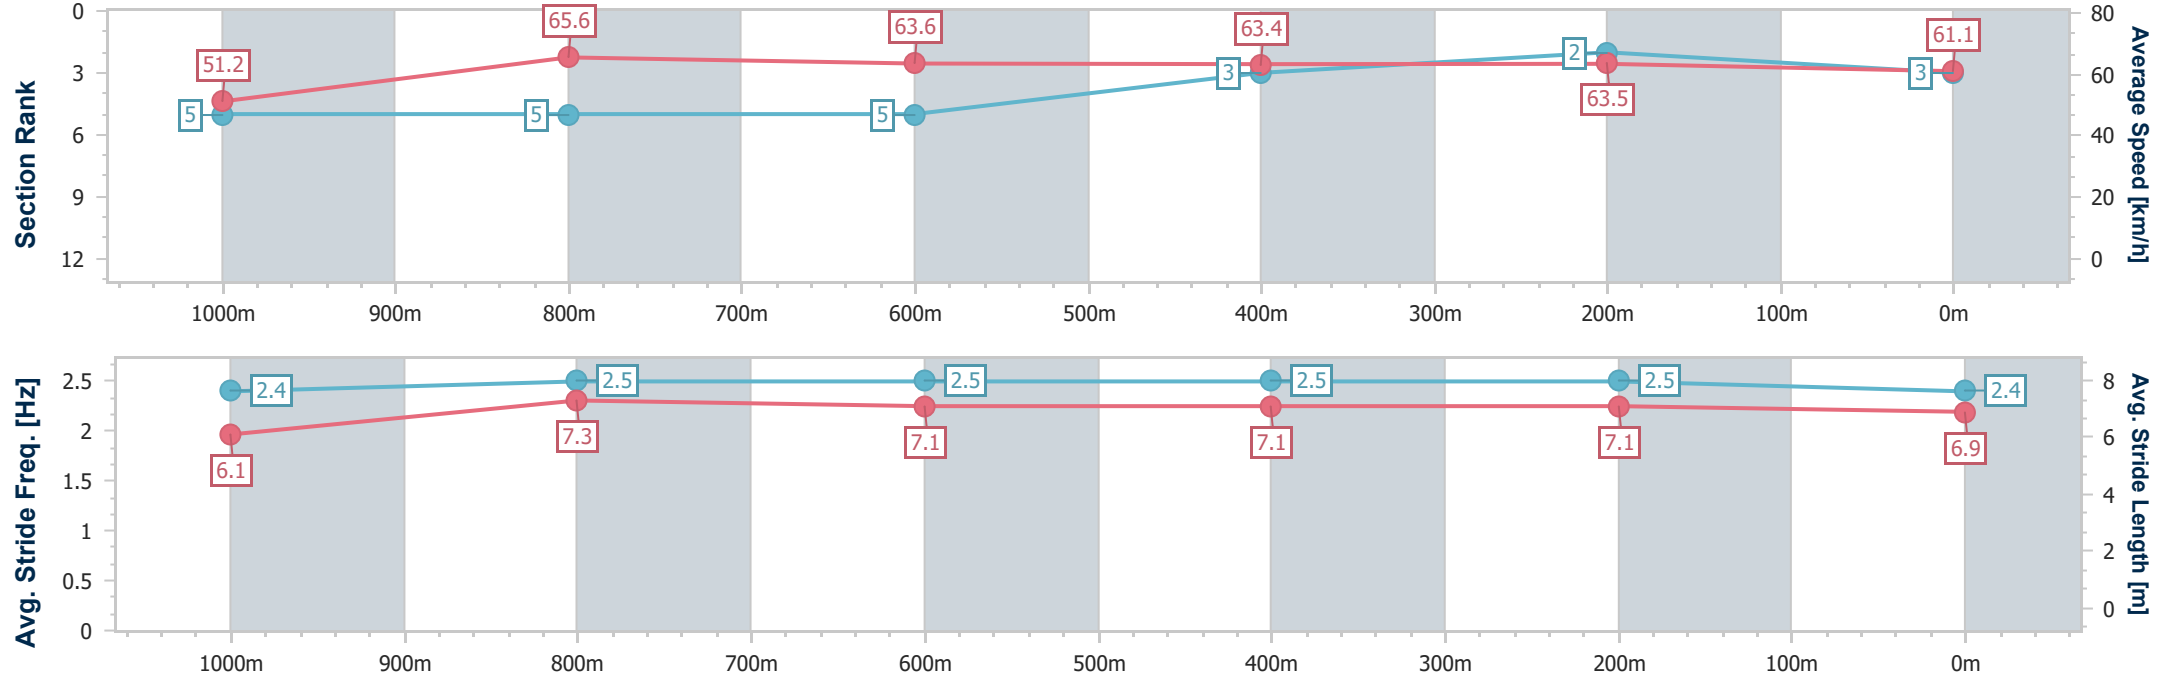 Section Rank
0
3
6
9
12
51.2
65.6
63.6
63.4
63.5
61.1
5
5
5
3
2
3
80
60
40
20
0
Average Speed [km/h]
1000m
900m
800m
700m
600m
500m
400m
300m
200m
100m
0m
Avg. Stride Freq. [Hz]
2.5
2
1.5
1
0.5
0
2.4
2.5
2.5
2.5
2.5
2.4
6.1
7.3
7.1
7.1
7.1
6.9
8
6
4
2
0
Avg. Stride Length [m]
1000m
900m
800m
700m
600m
500m
400m
300m
200m
100m
0m